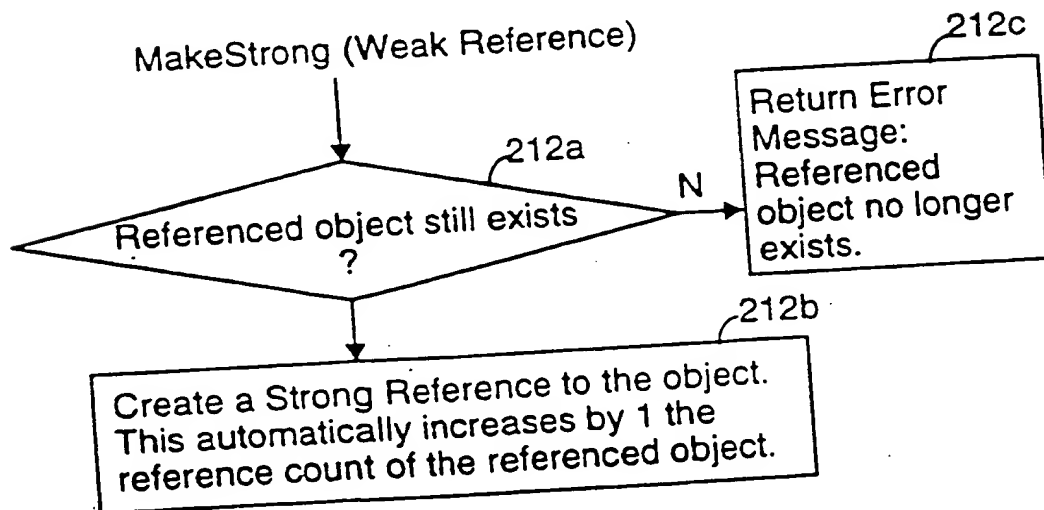 MakeStrong (Weak Reference)
212a
Referenced object still exists
?
N
212c
Return Error
Message:
Referenced
object no longer
exists.
212b
Create a Strong Reference to the object.
This automatically increases by 1 the
reference count of the referenced object.